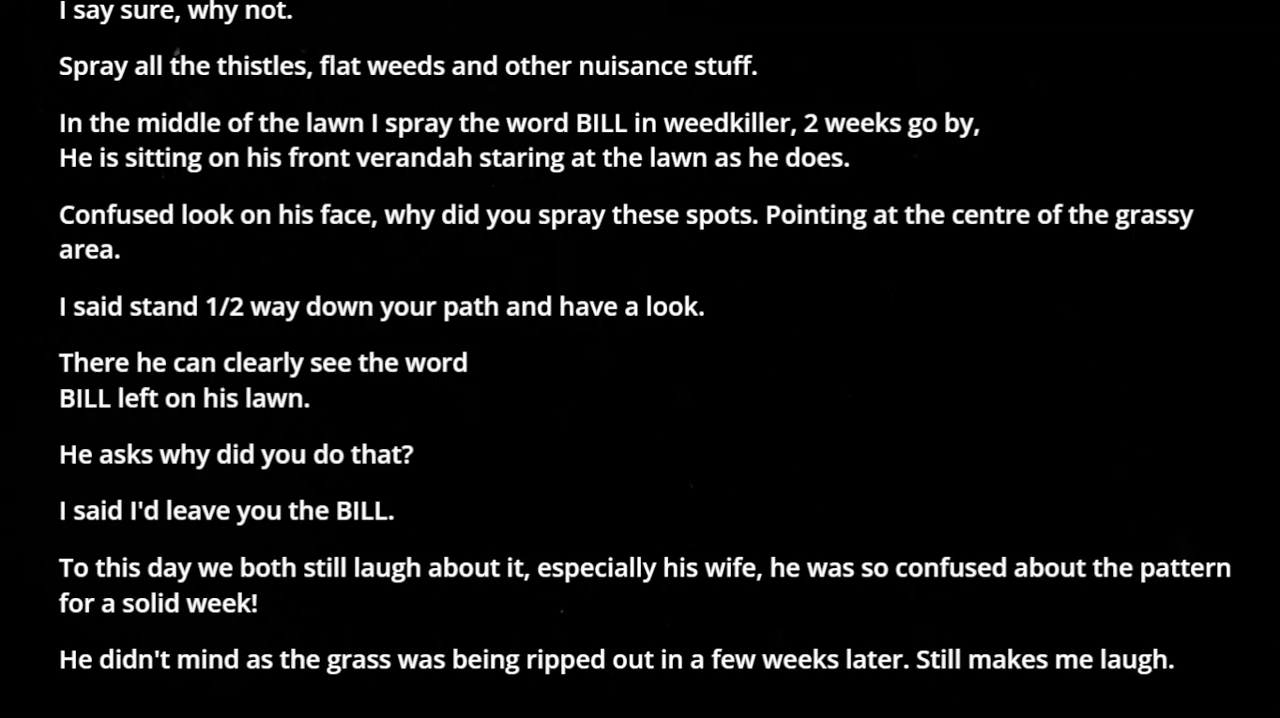 I say sure, why not.
Spray all the thistles, flat weeds and other nuisance stuff.
In the middle of the lawn I spray the word BILL in weedkiller, 2 weeks go by,
He is sitting on his front verandah staring at the lawn as he does.
Confused look on his face, why did you spray these spots. Pointing at the centre of the grassy
area.
I said stand 1/2 way down your path and have a look.
There he can clearly see the word
BILL left on his lawn.
He asks why did you do that?
I said I'd leave you the BILL.
To this day we both still laugh about it, especially his wife, he was so confused about the pattern
for a solid week!
He didn't mind as the grass was being ripped out in a few weeks later. Still makes me laugh.